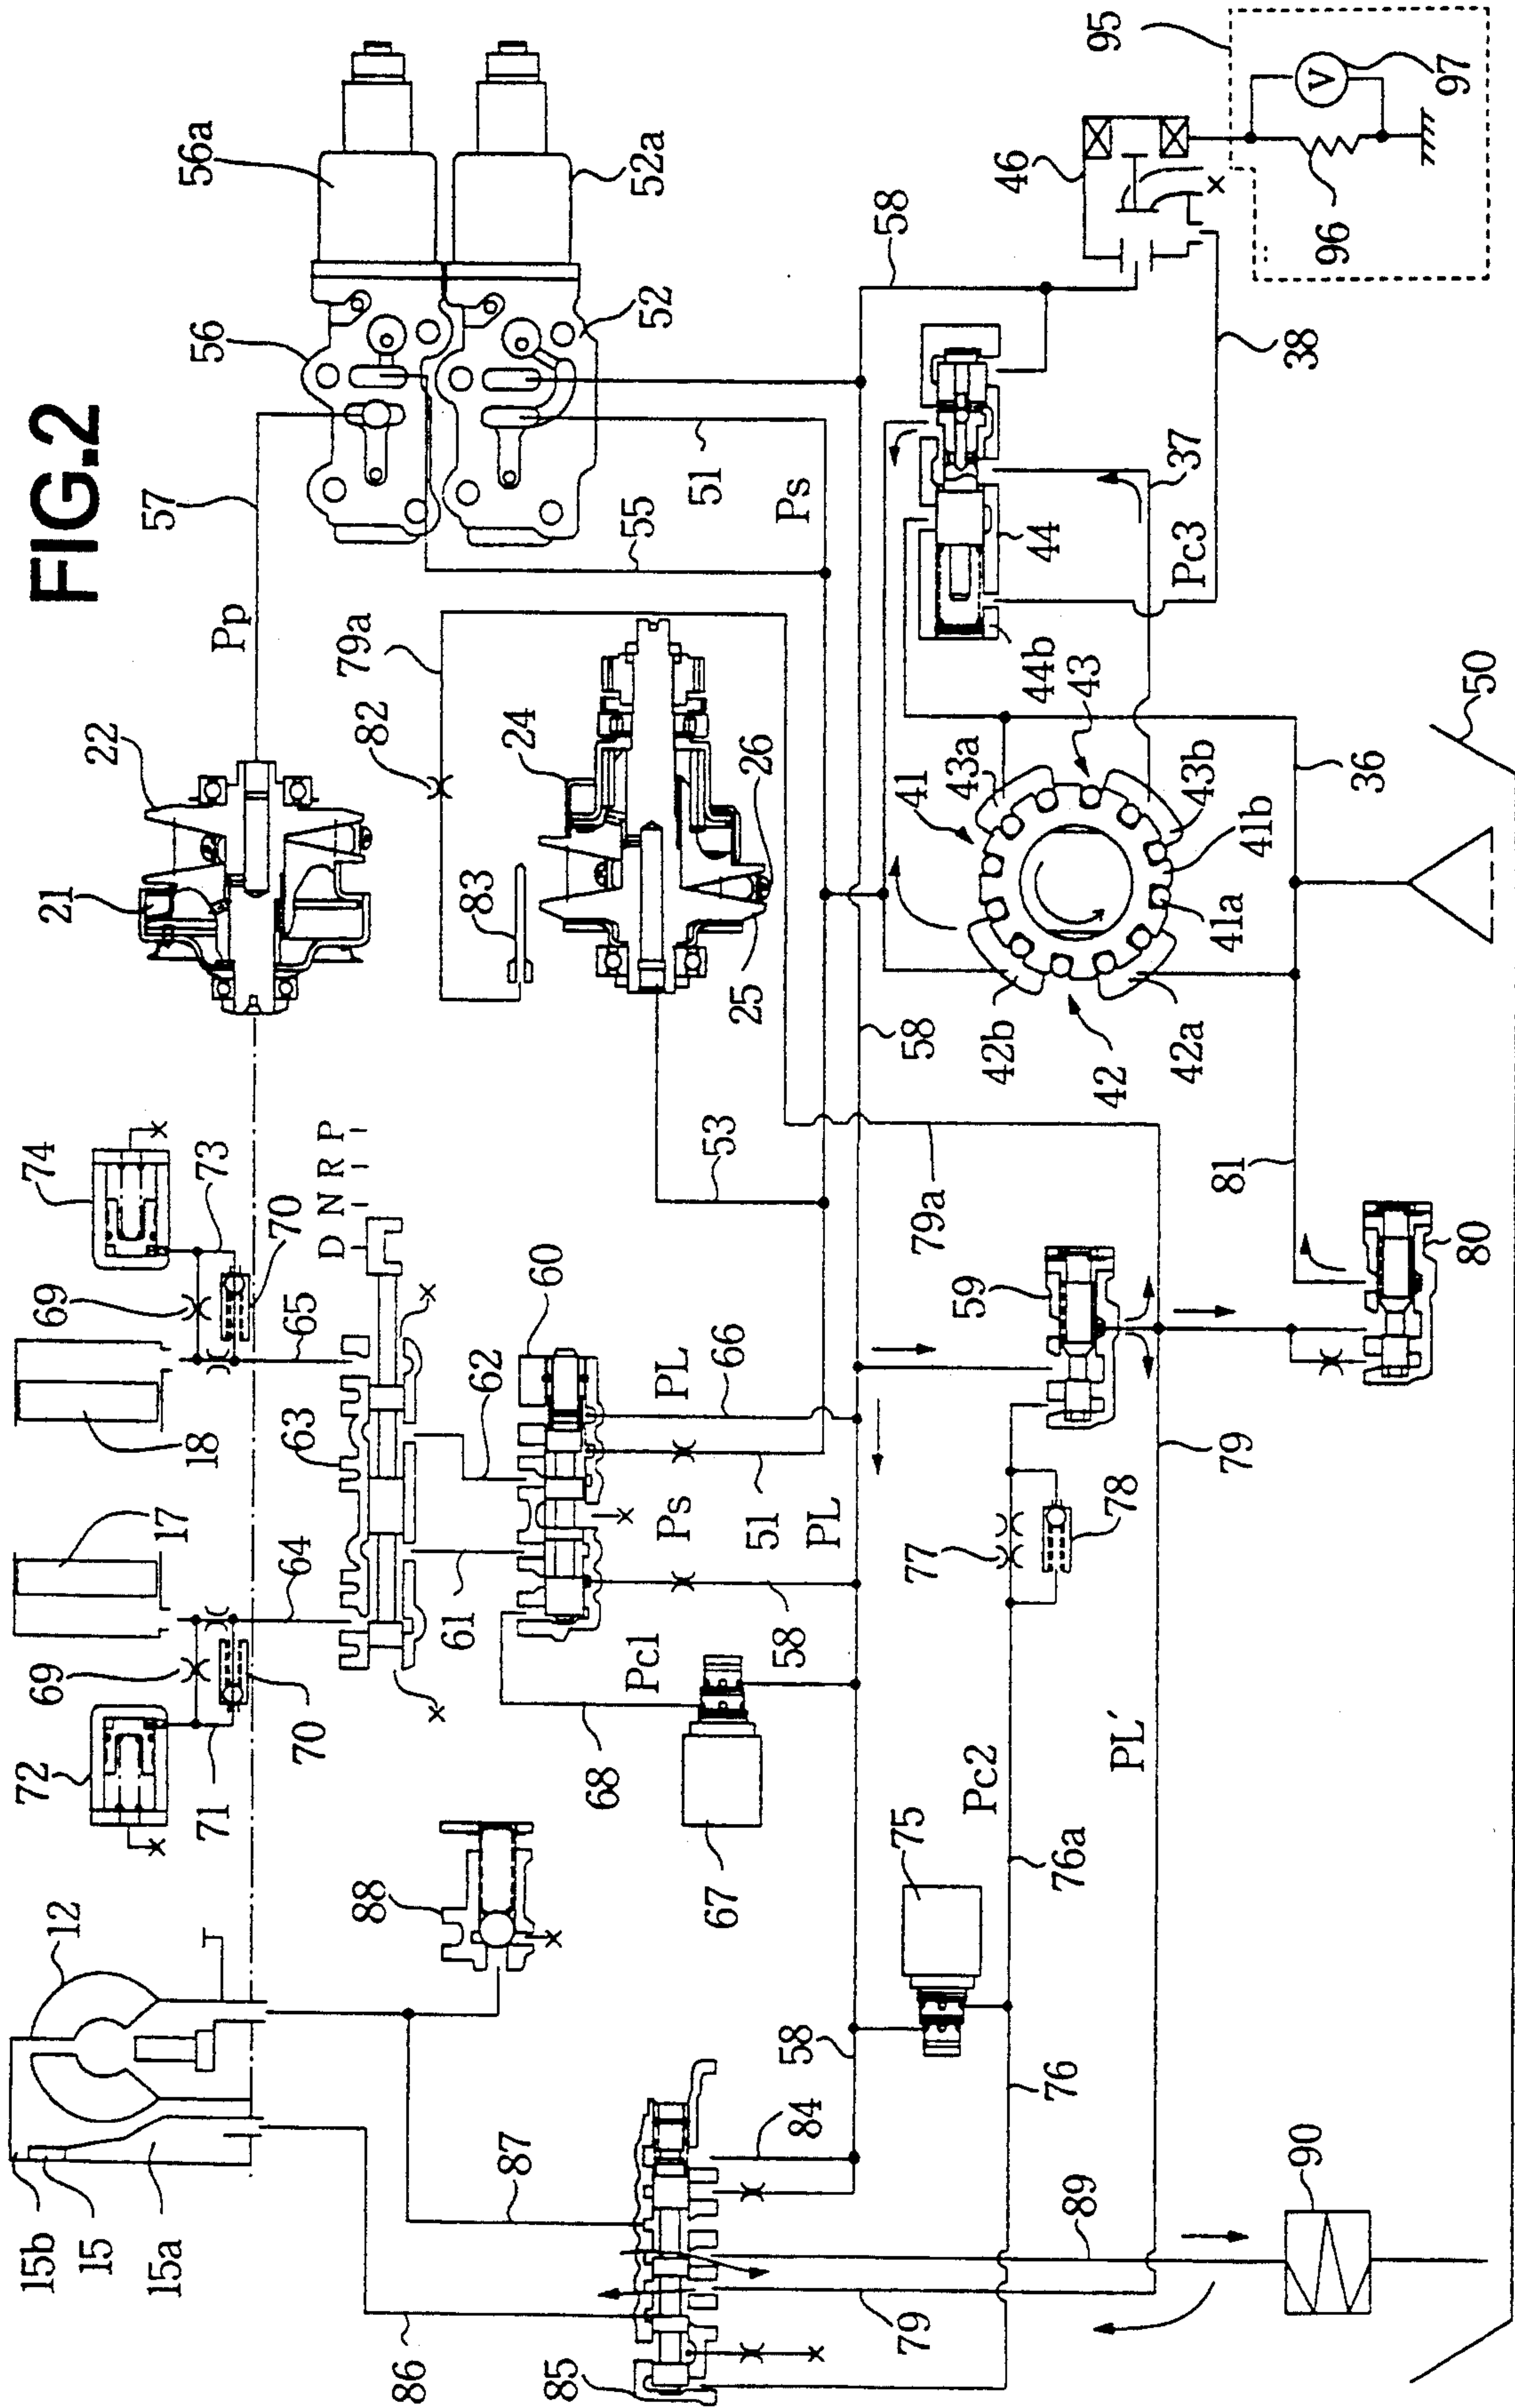 FIG.2
15b
15
15a
12
72
71
69
70
17
64
18
69
65
70
73
74
21
22
Pp
57
56
56a
52a
52
86
87
88
61
63
62
60
D N R P
83
82
79a
24
25
26
55
51
Ps
85
84
58
67
68
Pc1
58
Ps
51
PL
PL
66
53
58
58
46
95
97
96
38
37
Pc3
44
44b
43
43a
43b
41
41a
41b
42
42a
42b
36
50
75
76
76a
Pc2
PL′
77
78
59
79
79a
81
80
79
89
90
V